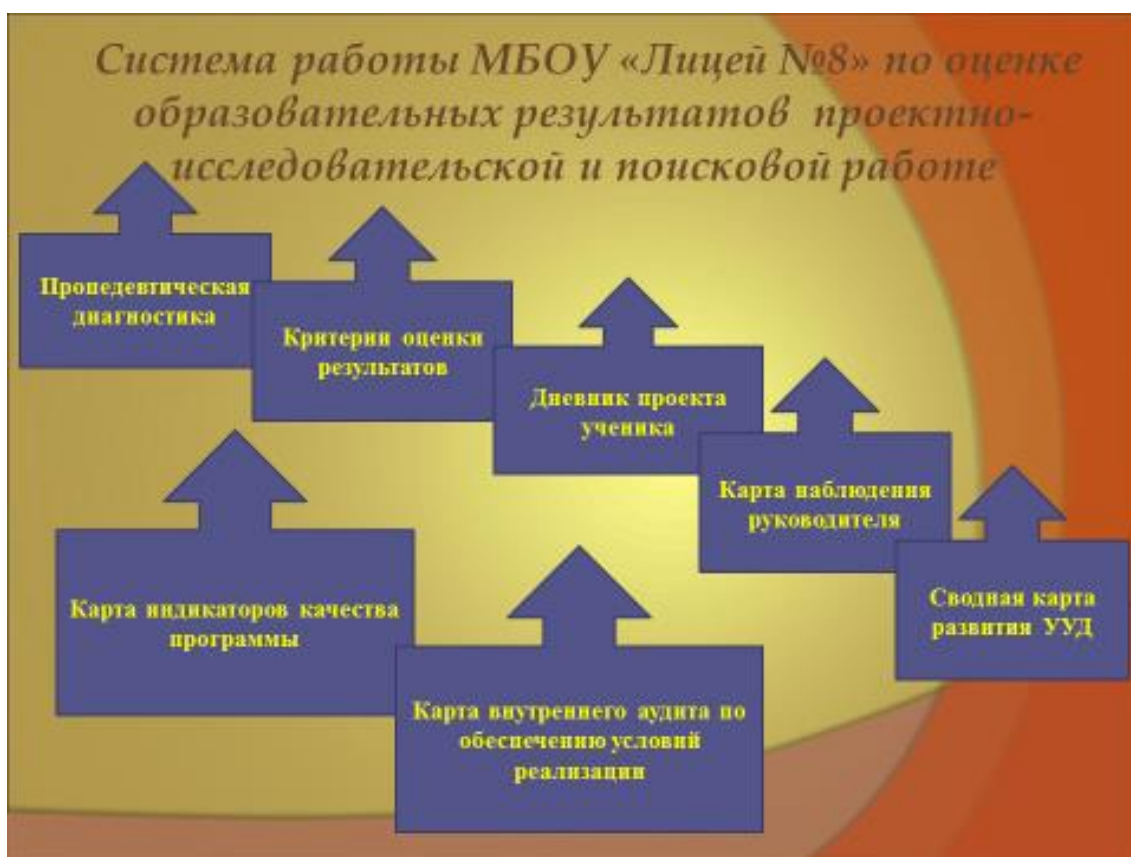 Система работы МБОУ «Лицей №8» по оценке
образовательных результатов проектно-
исследовательской и поисковой работе
Пропедевтическая
диагностика
Критерии оценки
результатов
Дневник проекта
ученика
Карта наблюдения
руководителя
Сводная карта
развития УУД
Карта индикаторов качества
программы
Карта внутреннего аудита по
обеспечению условий
реализации